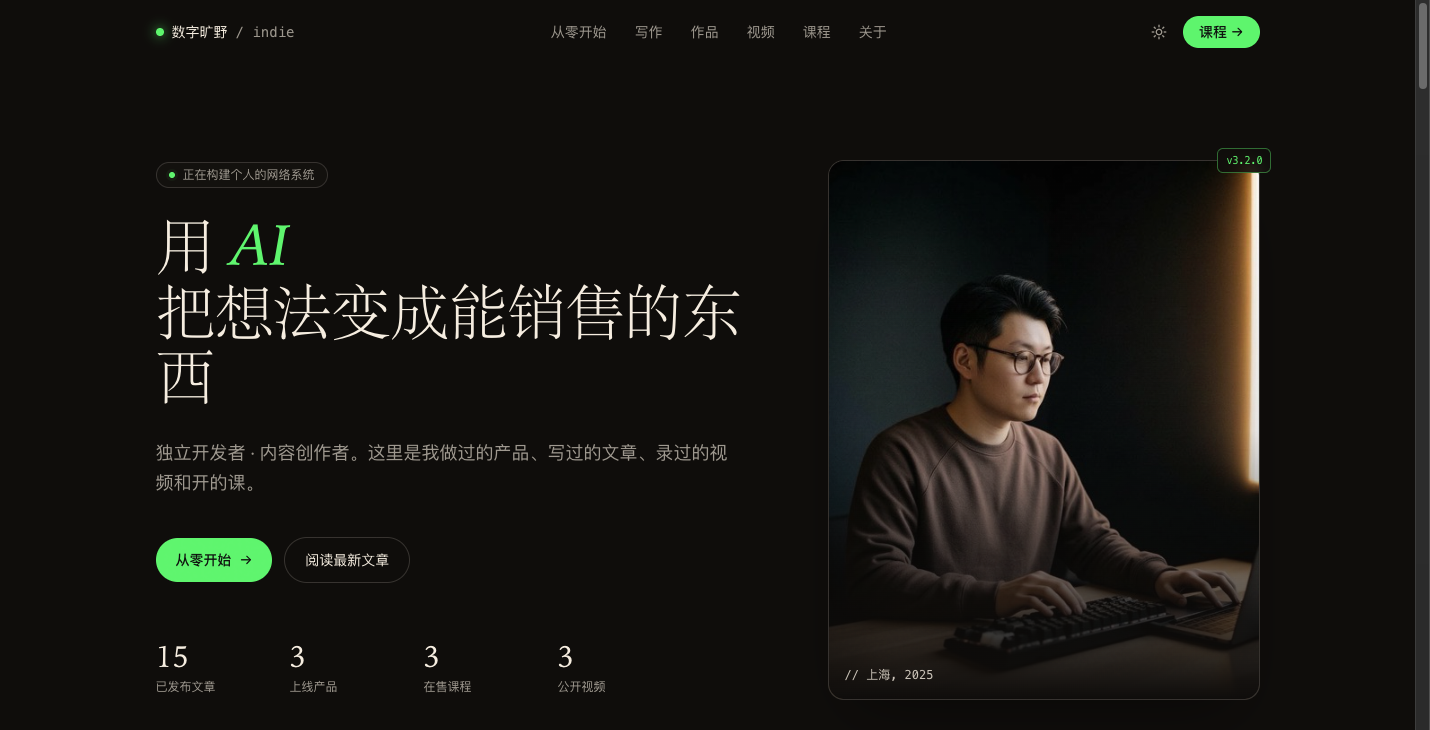 数字旷野 / indie
从零开始 写作 作品 视频 课程 关于
课程 →
正在构建个人的网络系统
用 AI
把想法变成能销售的东
西
独立开发者 · 内容创作者。这里是我做过的产品、写过的文章、录过的视
频和开的课。
从零开始 →
阅读最新文章
15
已发布文章
3
上线产品
3
在售课程
3
公开视频
v3.2.0
// 上海, 2025